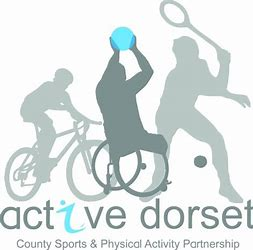 active dorset
County Sports & Physical Activity Partnership